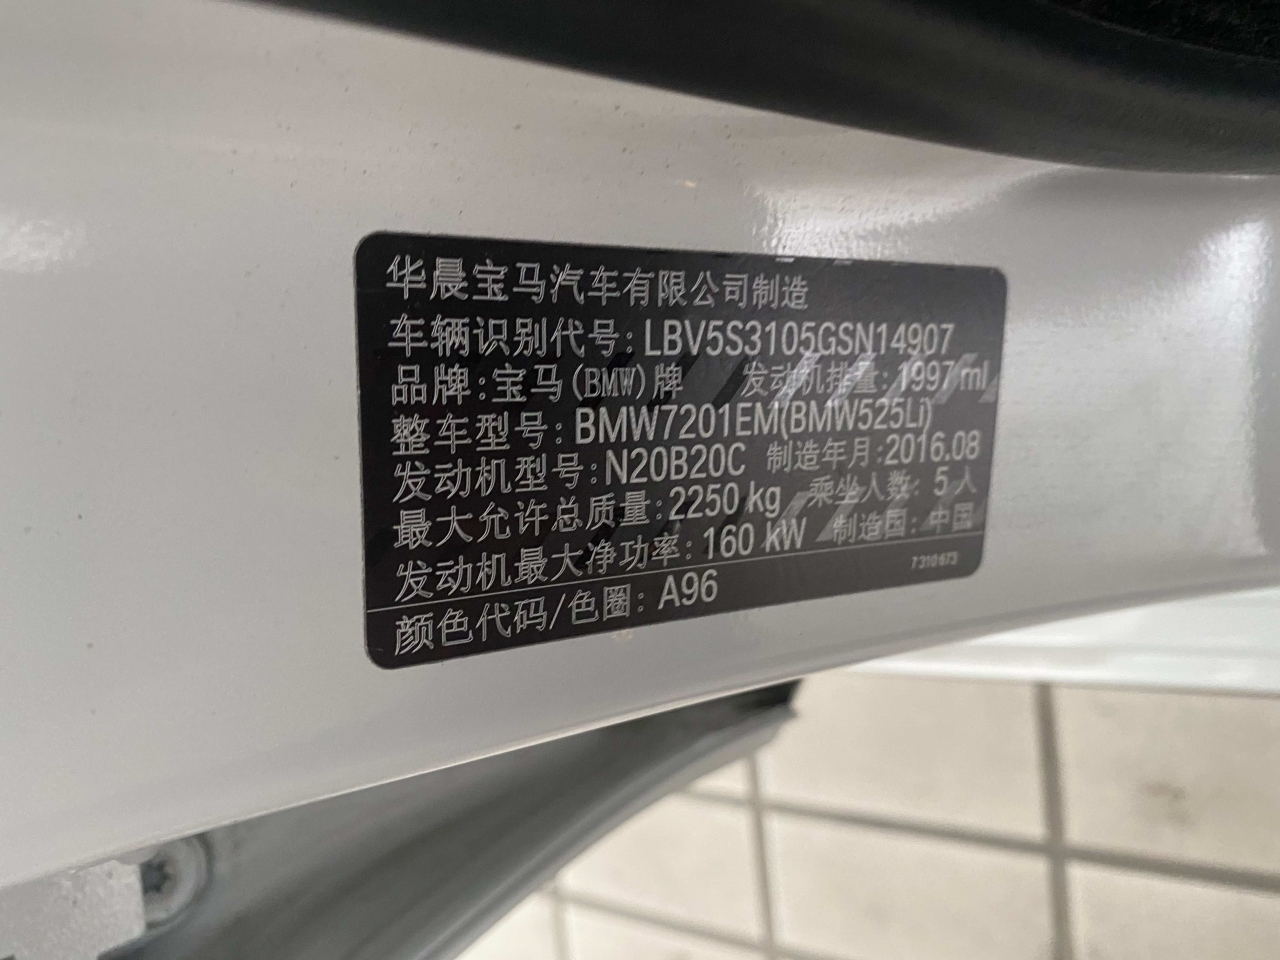 华晨宝马汽车有限公司制造
车辆识别代号: LBV5S3105GSN14907
品牌: 宝马(BMW)牌 发动机排量: 1997 ml
整车型号: BMW7201EM(BMW525Li)
发动机型号: N20B20C 制造年月: 2016.08
最大允许总质量: 2250 kg 乘坐人数: 5 人
发动机最大净功率: 160 kW 制造国: 中国
7310673
颜色代码/色圈: A96